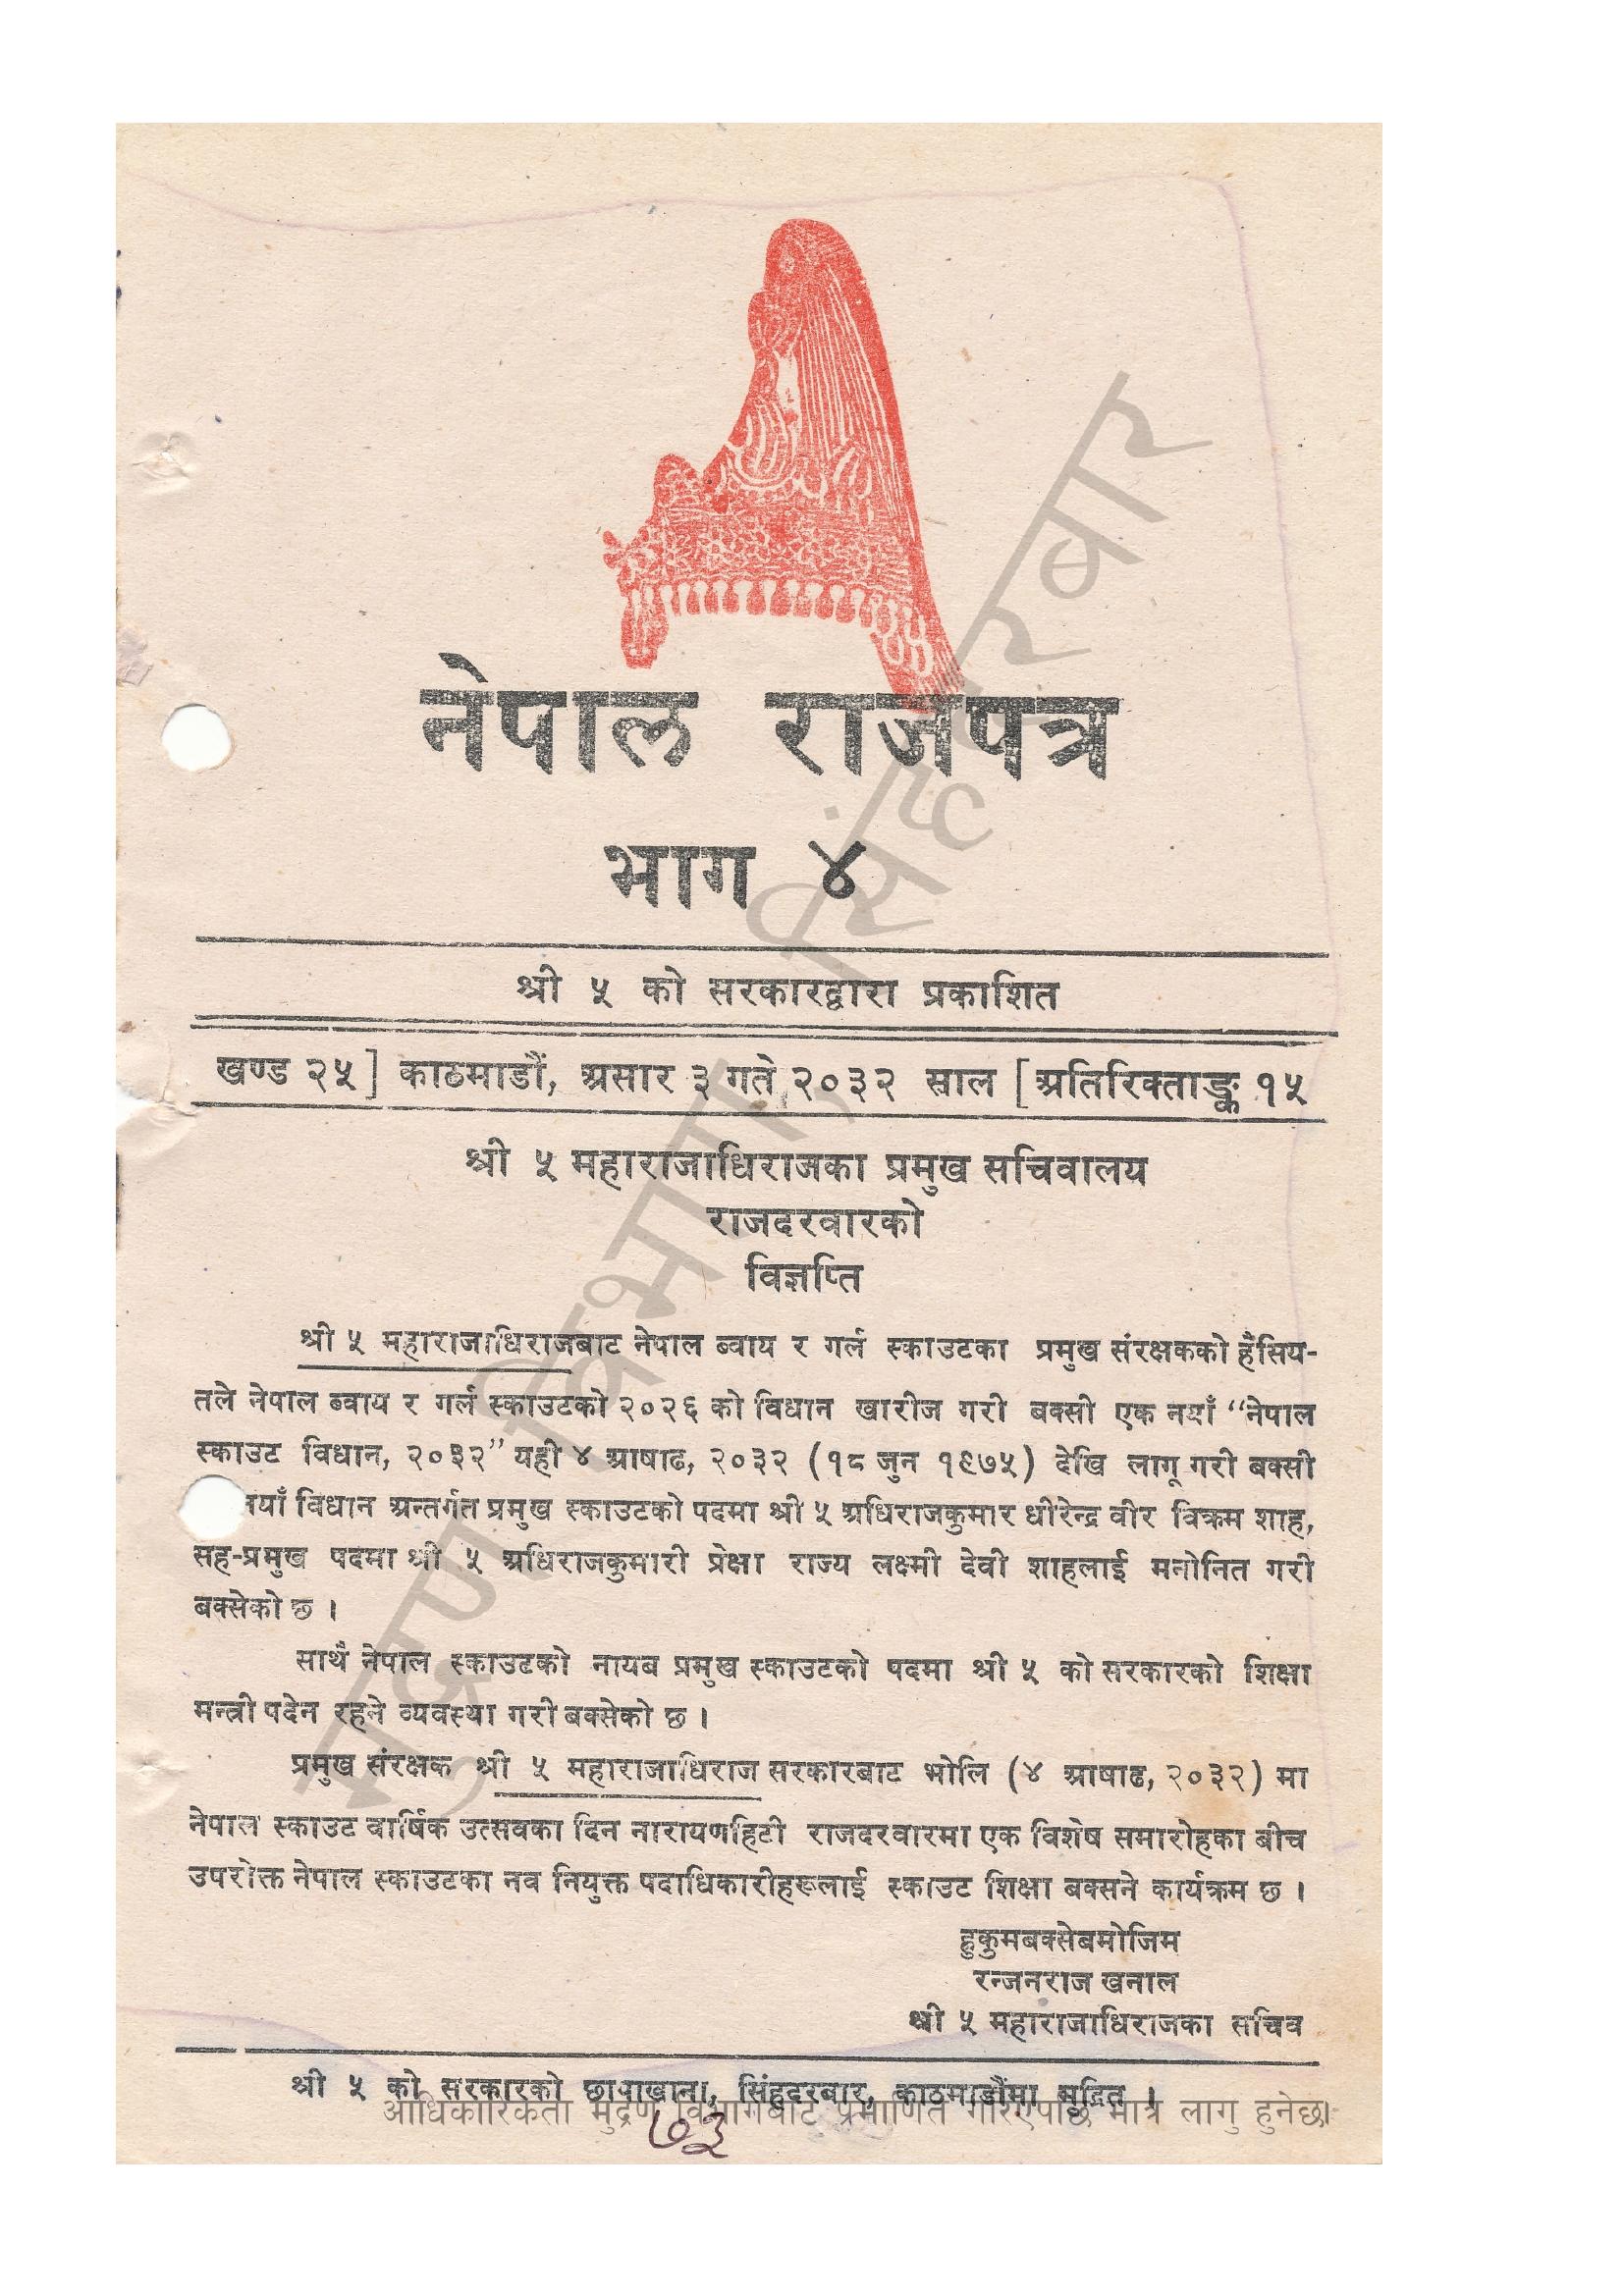 नेपाल राजपत्र
भाग ४
श्री ५ को सरकारद्वारा प्रकाशित
खण्ड २५] काठमाडौं, असार ३ गते २०३२ साल [अतिरिक्ताङ्क १५
श्री ५ महाराजाधिराजका प्रमुख सचिवालय
राजदरवारको
विज्ञप्ति
श्री ५ महाराजाधिराजबाट नेपाल ब्वाय र गर्ल स्काउटका प्रमुख संरक्षकको हैसिय-
तले नेपाल ब्वाय र गर्ल स्काउटको २०२६ को विधान खारीज गरी बक्सी एक नयाँ “नेपाल
स्काउट विधान, २०३२” यही ४ आषाढ, २०३२ (१८ जुन १९७५) देखि लागू गरी बक्सी
नयाँ विधान अन्तर्गत प्रमुख स्काउटको पदमा श्री ५ अधिराजकुमार धीरेन्द्र वीर विक्रम शाह,
सह-प्रमुख पदमा श्री ५ अधिराजकुमारी प्रेक्षा राज्य लक्ष्मी देवी शाहलाई मनोनित गरी
बक्सेको छ ।
साथै नेपाल स्काउटको नायब प्रमुख स्काउटको पदमा श्री ५ को सरकारको शिक्षा
मन्त्री पदेन रहने व्यवस्था गरी बक्सेको छ ।
प्रमुख संरक्षक श्री ५ महाराजाधिराज सरकारबाट भोलि (४ आषाढ, २०३२) मा
नेपाल स्काउट वार्षिक उत्सवका दिन नारायणहिटी राजदरवारमा एक विशेष समारोहका बीच
उपरोक्त नेपाल स्काउटका नव नियुक्त पदाधिकारीहरूलाई स्काउट शिक्षा बक्सने कार्यक्रम छ ।
हुकुमबक्सेबमोजिम
रन्जनराज खनाल
श्री ५ महाराजाधिराजका सचिव
श्री ५ को सरकारको छापाखाना, सिंहदरबार, काठमाडौंमा मुद्रित ।
आधिकारिकता मुद्रण विभागबाट प्रमाणित गरिएपछि मात्र लागु हुनेछ।
७३
मुद्रण विभाग, सिंहदरबार